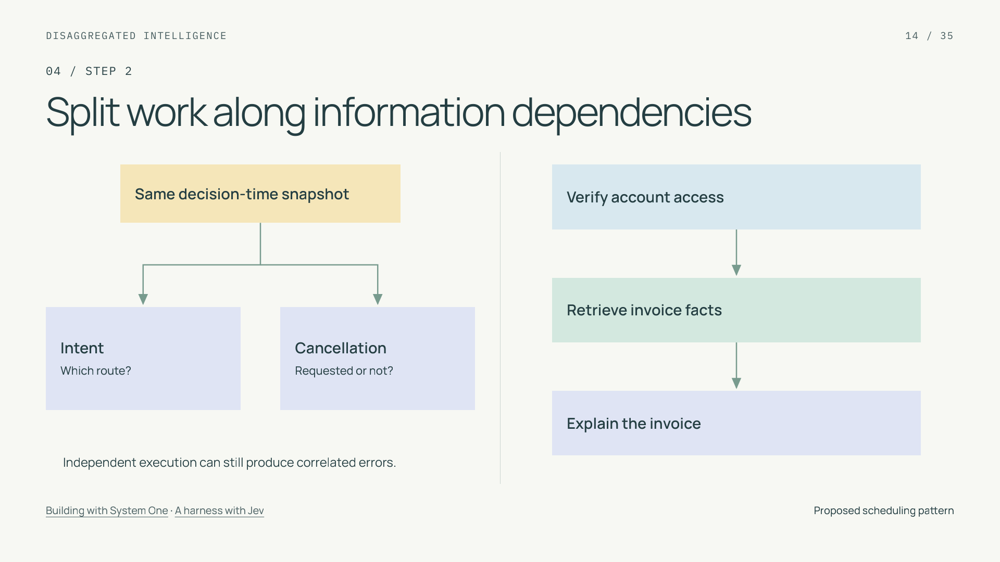 DISAGGREGATED INTELLIGENCE
14 / 35
04 / STEP 2
Split work along information dependencies
Same decision-time snapshot
Intent
Which route?
Cancellation
Requested or not?
Independent execution can still produce correlated errors.
Verify account access
Retrieve invoice facts
Explain the invoice
Building with System One · A harness with Jev
Proposed scheduling pattern